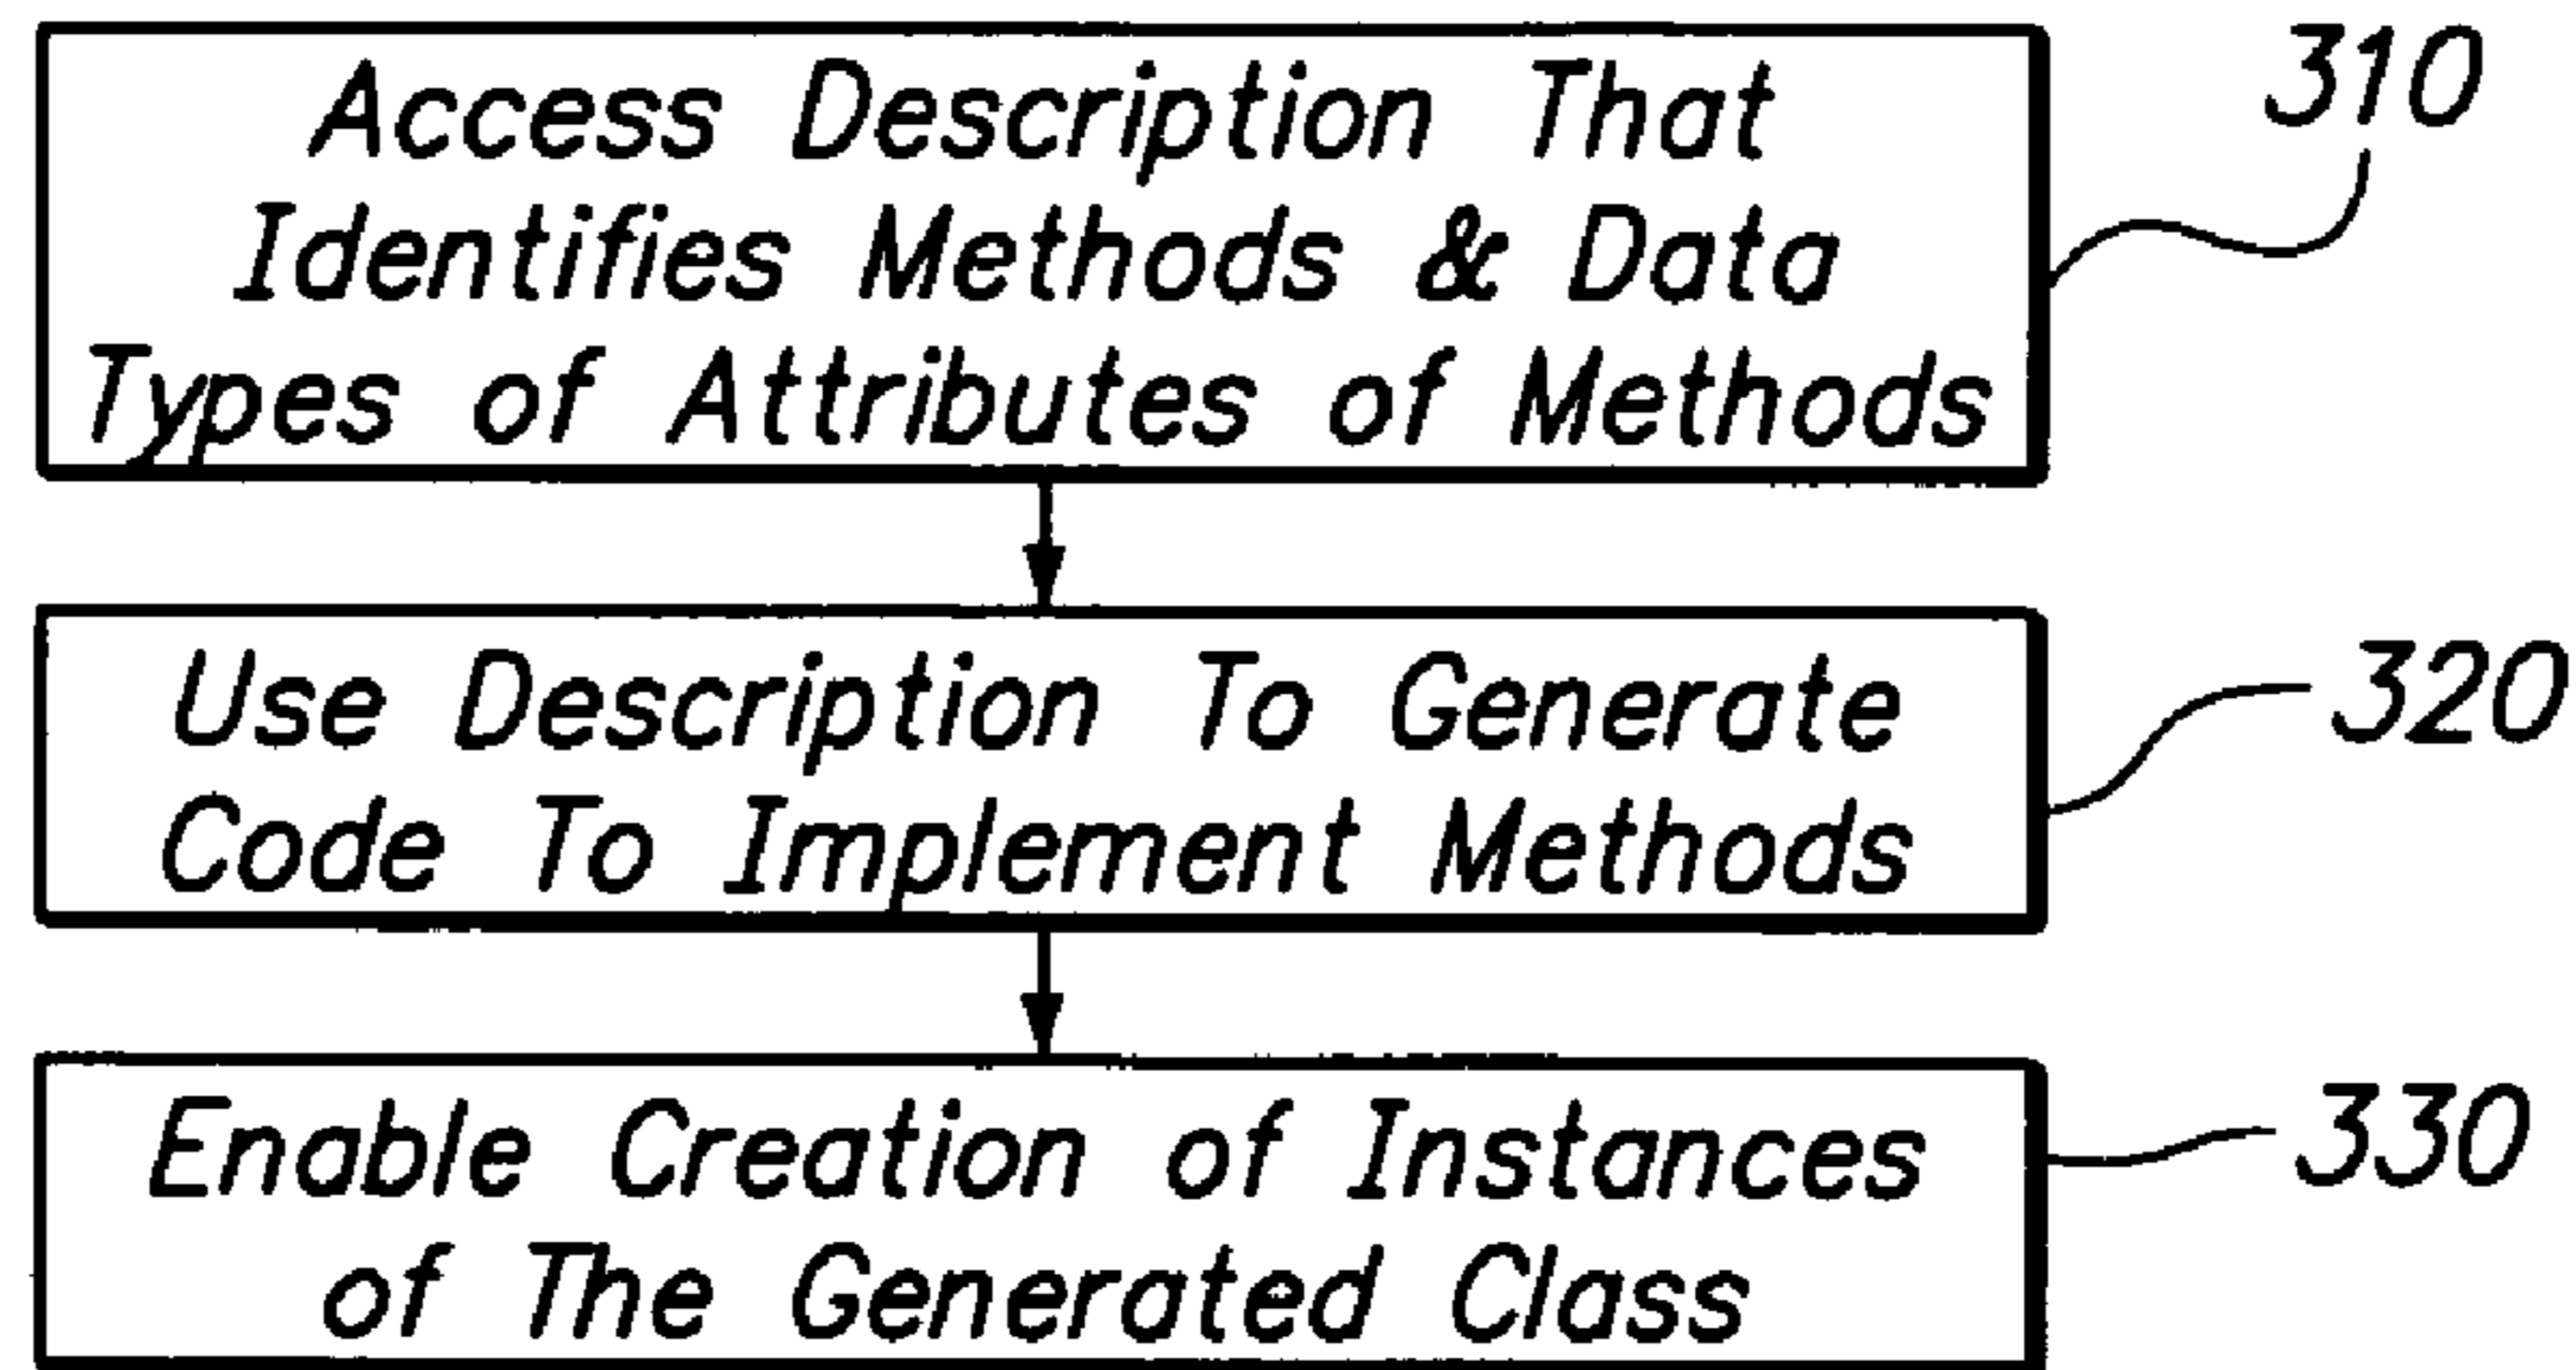 Access Description That
Identifies Methods & Data
Types of Attributes of Methods
310
Use Description To Generate
Code To Implement Methods
320
Enable Creation of Instances
of The Generated Class
330